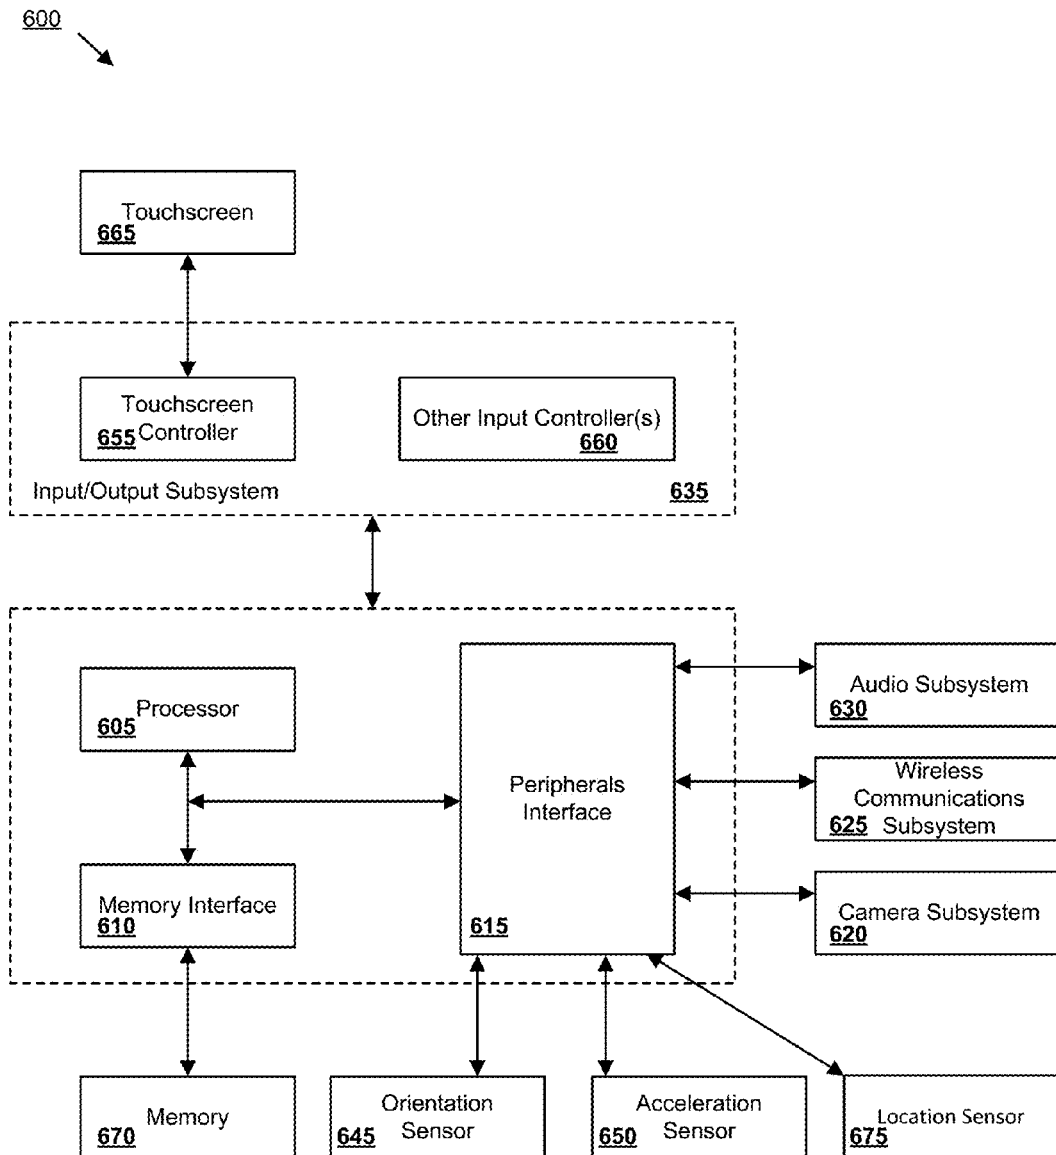 600
Touchscreen
665
Touchscreen
Controller
655
Other Input Controller(s)
660
Input/Output Subsystem
635
Processor
605
Peripherals
Interface
615
Memory Interface
610
Audio Subsystem
630
Wireless
Communications
Subsystem
625
Camera Subsystem
620
Memory
670
Orientation
Sensor
645
Acceleration
Sensor
650
Location Sensor
675